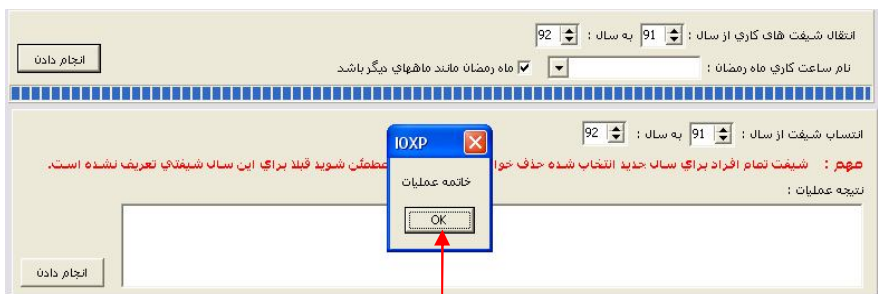 انتقال شیفت های کاري از سال : 91 به سال : 92
نام ساعت کاري ماه رمضان :
ماه رمضان مانند ماههاي ديگر باشد
انجام دادن
انتساب شيفت از سال : 91 به سال : 92
مهم : شيفت تمام افراد براي سال جديد انتخاب شده حذف مطمئن شويد قبلا براي اين سال شيفتي تعريف نشده است.
نتيجه عمليات :
انجام دادن
IOXP
خاتمه عمليات
OK